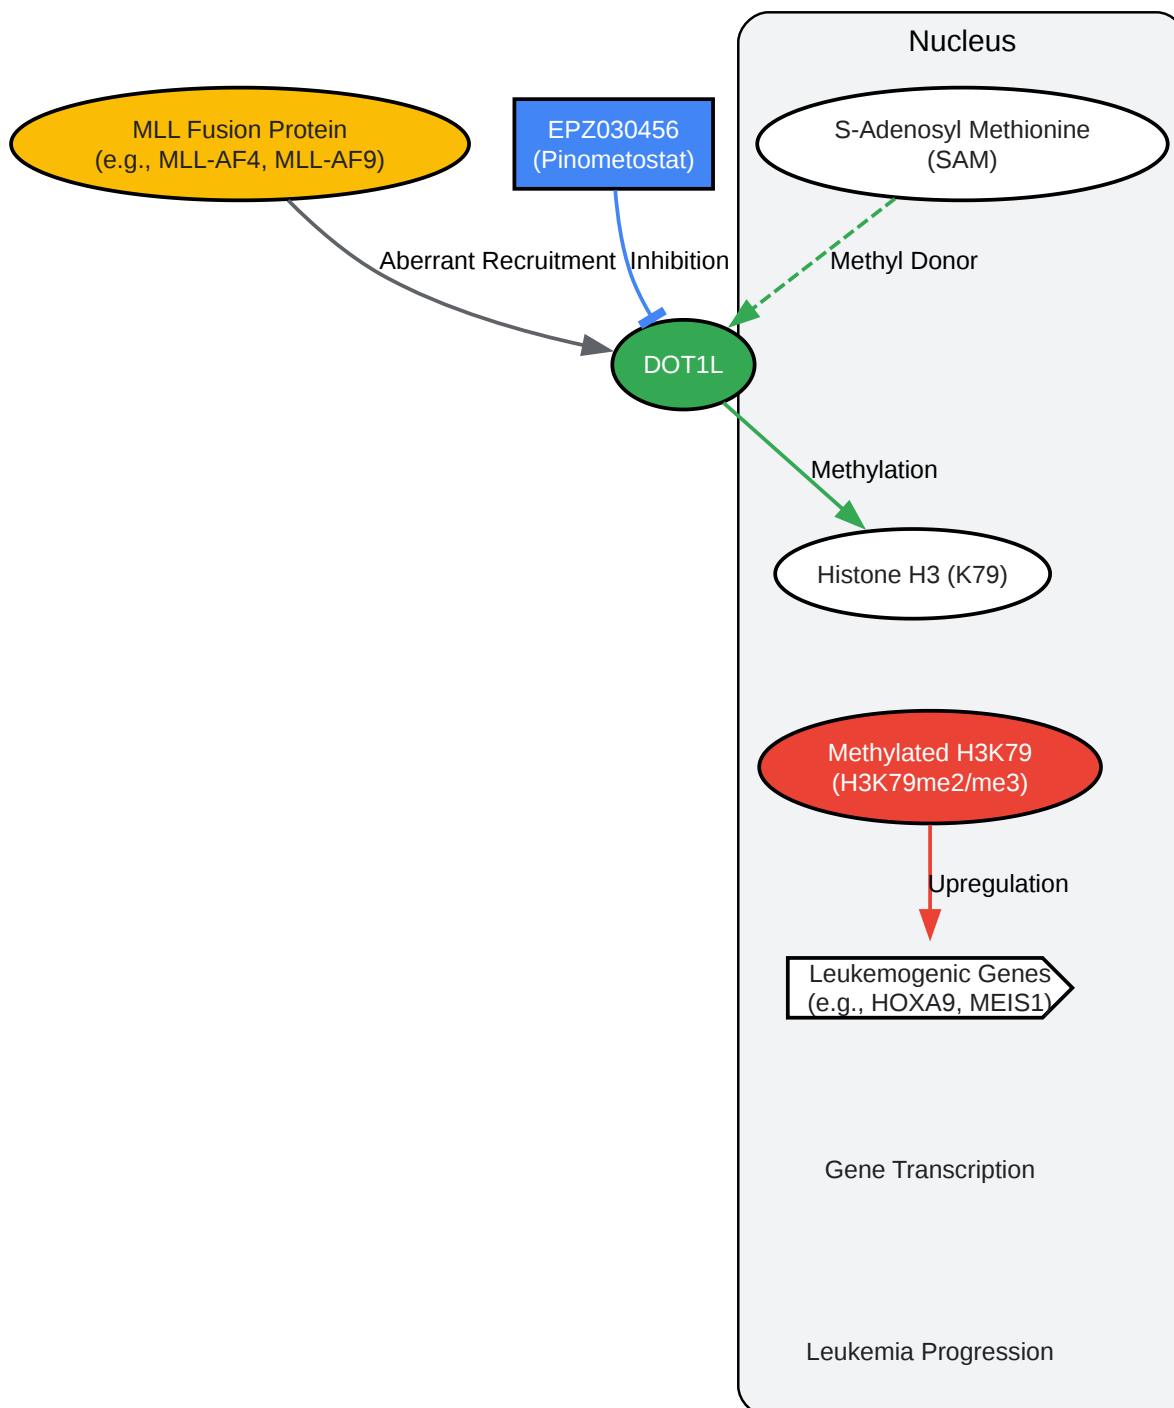 Nucleus
MLL Fusion Protein
(e.g., MLL-AF4, MLL-AF9)
EPZ030456
(Pinometostat)
S-Adenosyl Methionine
(SAM)
Aberrant Recruitment
Inhibition
Methyl Donor
DOT1L
Methylation
Histone H3 (K79)
Methylated H3K79
(H3K79me2/me3)
Upregulation
Leukemogenic Genes
(e.g., HOXA9, MEIS1)
Gene Transcription
Leukemia Progression